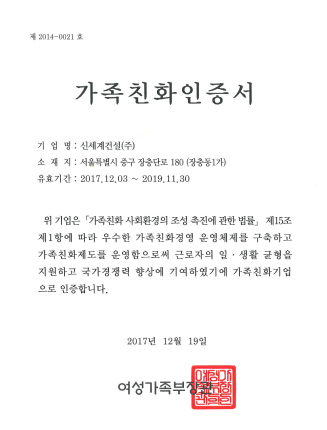 제 2014-0021 호
가족친화인증서
기 업 명 : 신세계건설(주)
소 재 지 : 서울특별시 중구 장충단로 180 (장충동1가)
유효기간 : 2017.12.03 ~ 2019.11.30
위 기업은 「가족친화 사회환경의 조성 촉진에 관한 법률」 제15조
제1항에 따라 우수한 가족친화경영 운영체제를 구축하고
가족친화제도를 운영함으로써 근로자의 일·생활 균형을
지원하고 국가경쟁력 향상에 기여하였기에 가족친화기업
으로 인증합니다.
2017년 12월 19일
여성가족부장관